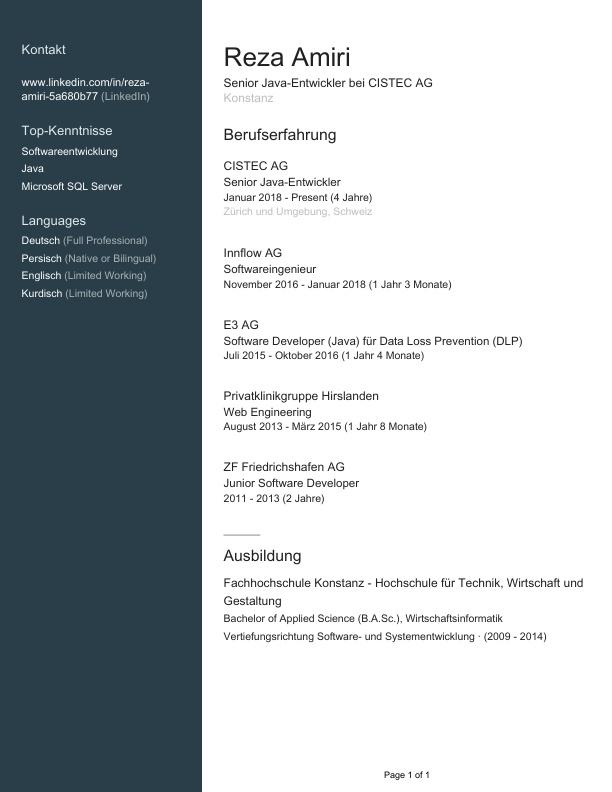 Kontakt
www.linkedin.com/in/reza-
amiri-5a680b77 (LinkedIn)
Top-Kenntnisse
Softwareentwicklung
Java
Microsoft SQL Server
Languages
Deutsch (Full Professional)
Persisch (Native or Bilingual)
Englisch (Limited Working)
Kurdisch (Limited Working)
Reza Amiri
Senior Java-Entwickler bei CISTEC AG
Konstanz
Berufserfahrung
CISTEC AG
Senior Java-Entwickler
Januar 2018 - Present (4 Jahre)
Zürich und Umgebung, Schweiz
Innflow AG
Softwareingenieur
November 2016 - Januar 2018 (1 Jahr 3 Monate)
E3 AG
Software Developer (Java) für Data Loss Prevention (DLP)
Juli 2015 - Oktober 2016 (1 Jahr 4 Monate)
Privatklinikgruppe Hirslanden
Web Engineering
August 2013 - März 2015 (1 Jahr 8 Monate)
ZF Friedrichshafen AG
Junior Software Developer
2011 - 2013 (2 Jahre)
Ausbildung
Fachhochschule Konstanz - Hochschule für Technik, Wirtschaft und
Gestaltung
Bachelor of Applied Science (B.A.Sc.), Wirtschaftsinformatik
Vertiefungsrichtung Software- und Systementwicklung · (2009 - 2014)
Page 1 of 1